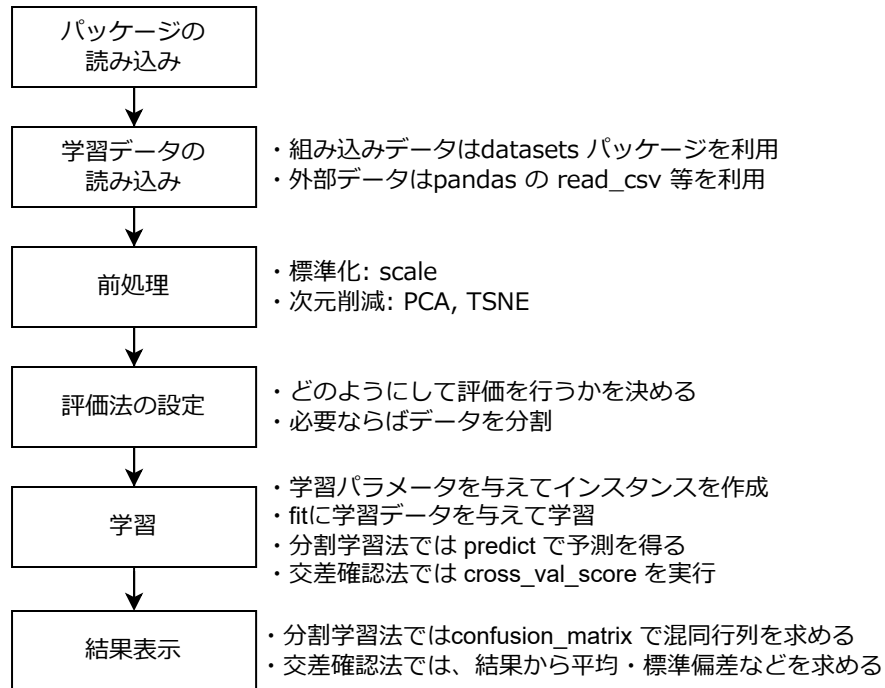 パッケージの
読み込み
学習データの
読み込み
・組み込みデータはdatasets パッケージを利用
・外部データはpandas の read_csv 等を利用
前処理
・標準化: scale
・次元削減: PCA, TSNE
評価法の設定
・どのようにして評価を行うかを決める
・必要ならばデータを分割
学習
・学習パラメータを与えてインスタンスを作成
・fitに学習データを与えて学習
・分割学習法では predict で予測を得る
・交差確認法では cross_val_score を実行
結果表示
・分割学習法ではconfusion_matrix で混同行列を求める
・交差確認法では、結果から平均・標準偏差などを求める